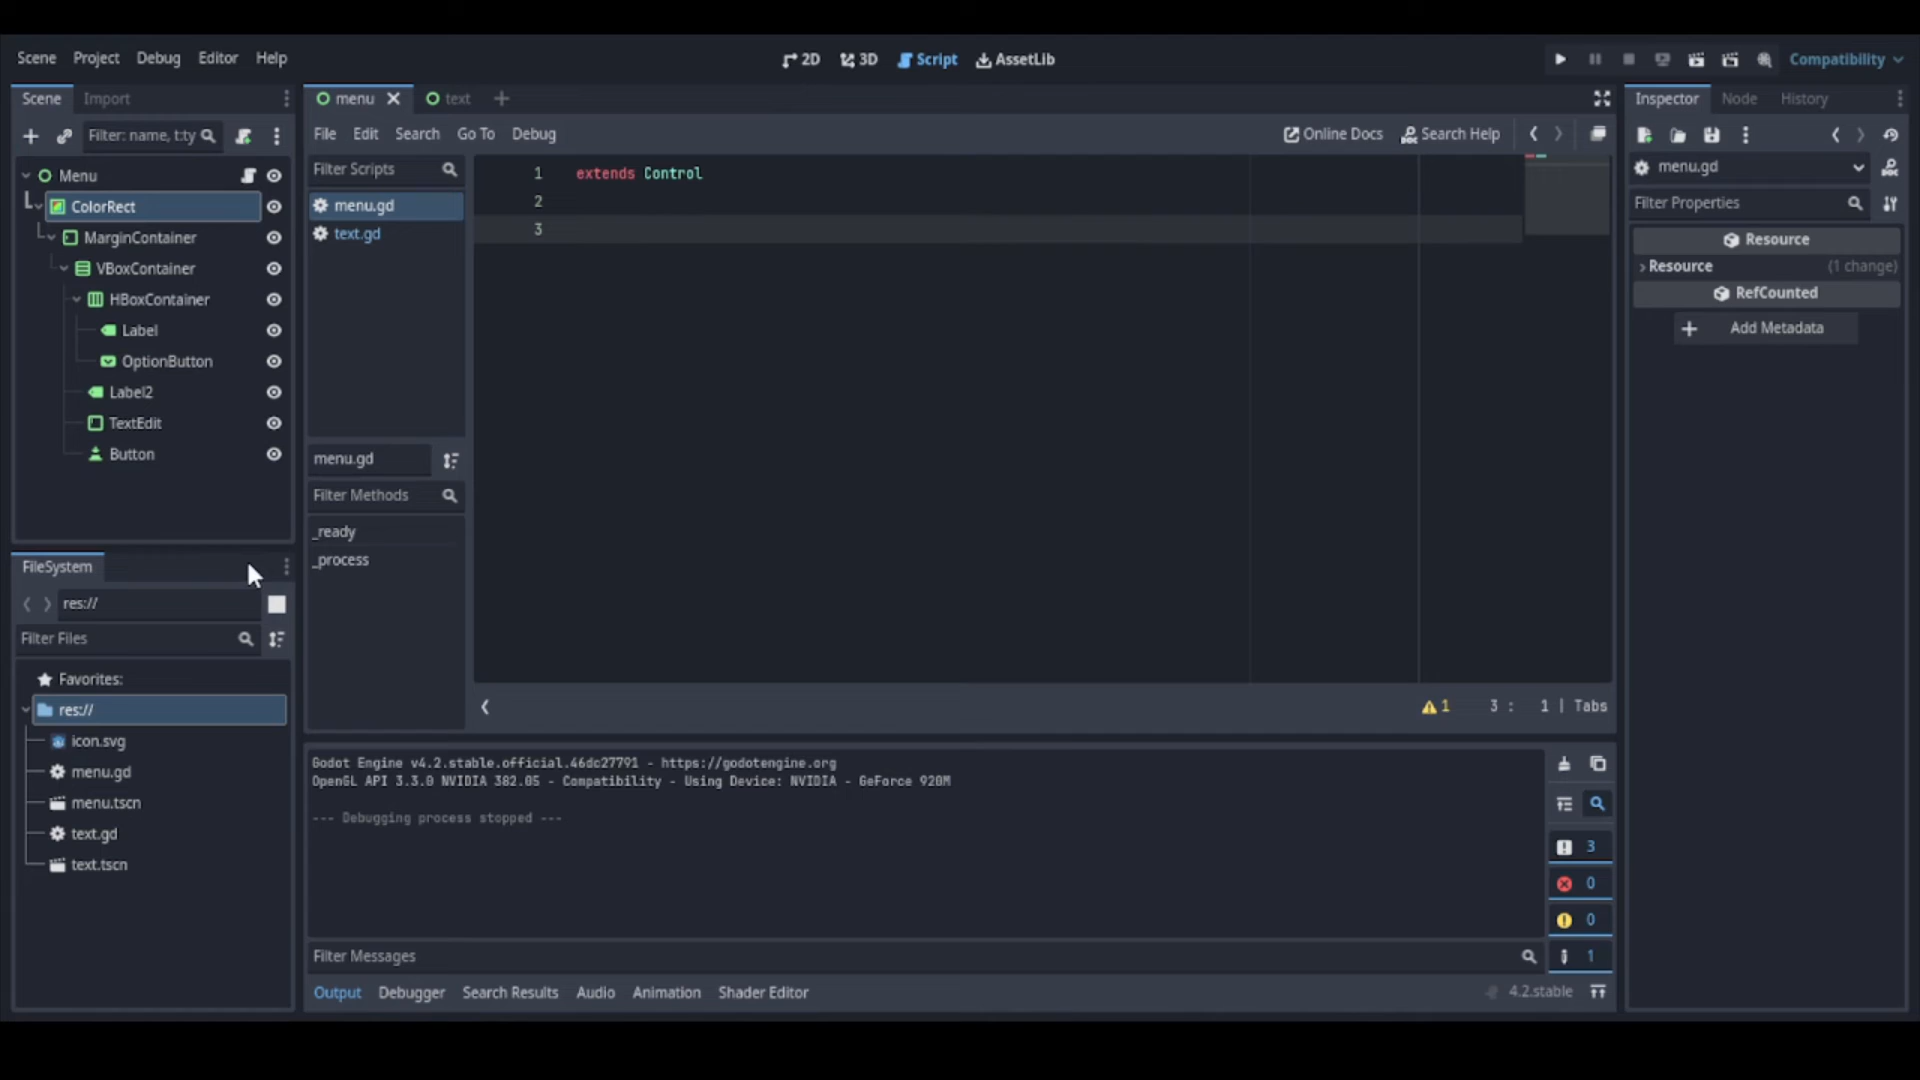 Scene Project Debug Editor Help
2D 3D Script AssetLib
Compatibility
Scene Import
menu text
Inspector Node History
Filter: name, t:ty
File Edit Search Go To Debug
Online Docs Search Help
Menu
ColorRect
MarginContainer
VBoxContainer
HBoxContainer
Label
OptionButton
Label2
TextEdit
Button
Filter Scripts
menu.gd
text.gd
menu.gd
Filter Methods
_ready
_process
1 extends Control
2
3
1 3 : 1 | Tabs
menu.gd
Filter Properties
Resource
Resource (1 change)
RefCounted
Add Metadata
FileSystem
res://
Filter Files
Favorites:
res://
icon.svg
menu.gd
menu.tscn
text.gd
text.tscn
Godot Engine v4.2.stable.official.46dc27791 - https://godotengine.org
OpenGL API 3.3.0 NVIDIA 382.05 - Compatibility - Using Device: NVIDIA - GeForce 920M
--- Debugging process stopped ---
3
0
0
1
Filter Messages
Output Debugger Search Results Audio Animation Shader Editor
4.2.stable